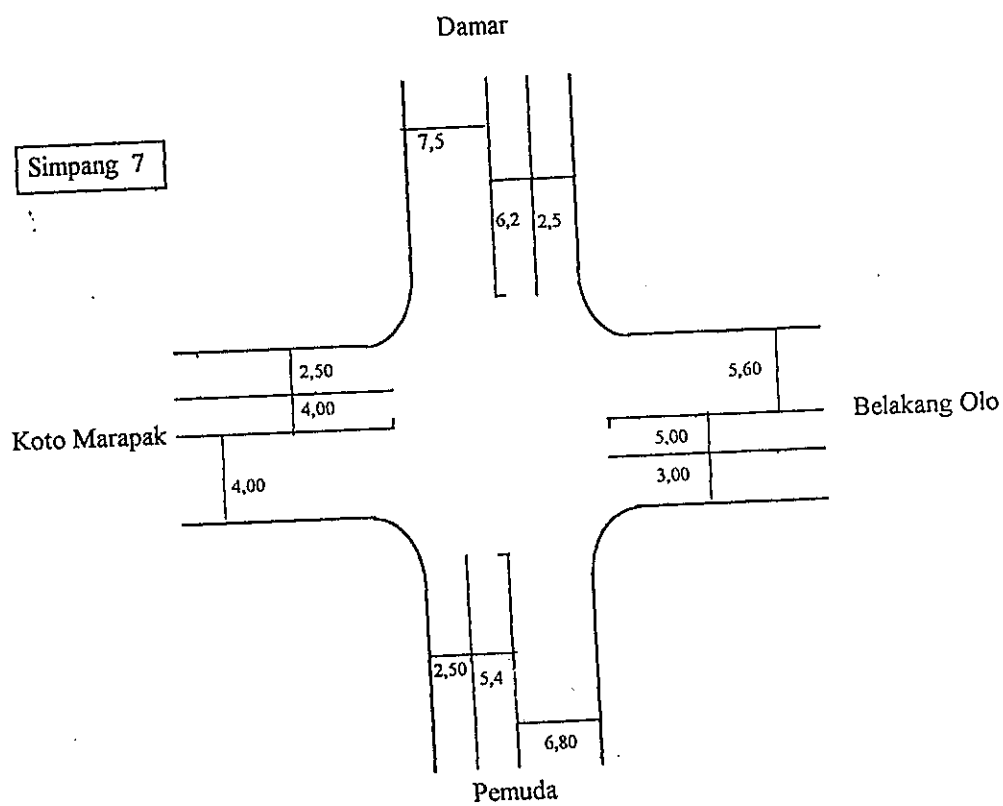 Damar
Simpang 7
7,5
6,2
2,5
2,50
4,00
Koto Marapak
4,00
5,60
Belakang Olo
5,00
3,00
2,50
5,4
6,80
Pemuda